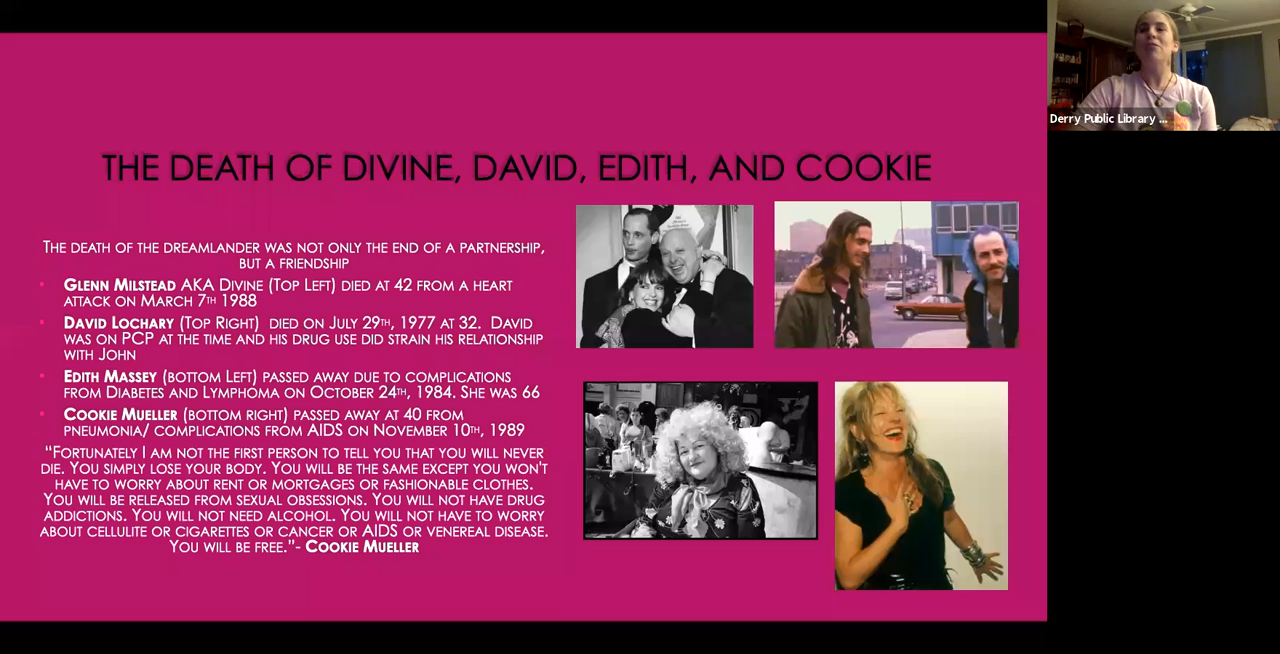 THE DEATH OF DIVINE, DAVID, EDITH, AND COOKIE
THE DEATH OF THE DREAMLANDER WAS NOT ONLY THE END OF A PARTNERSHIP,
BUT A FRIENDSHIP
• GLENN MILSTEAD AKA DIVINE (TOP LEFT) DIED AT 42 FROM A HEART
ATTACK ON MARCH 7TH 1988
• DAVID LOCHARY (TOP RIGHT) DIED ON JULY 29TH, 1977 AT 32. DAVID
WAS ON PCP AT THE TIME AND HIS DRUG USE DID STRAIN HIS RELATIONSHIP
WITH JOHN
• EDITH MASSEY (BOTTOM LEFT) PASSED AWAY DUE TO COMPLICATIONS
FROM DIABETES AND LYMPHOMA ON OCTOBER 24TH, 1984. SHE WAS 66
• COOKIE MUELLER (BOTTOM RIGHT) PASSED AWAY AT 40 FROM
PNEUMONIA/ COMPLICATIONS FROM AIDS ON NOVEMBER 10TH, 1989
“FORTUNATELY I AM NOT THE FIRST PERSON TO TELL YOU THAT YOU WILL NEVER
DIE. YOU SIMPLY LOSE YOUR BODY. YOU WILL BE THE SAME EXCEPT YOU WON'T
HAVE TO WORRY ABOUT RENT OR MORTGAGES OR FASHIONABLE CLOTHES.
YOU WILL BE RELEASED FROM SEXUAL OBSESSIONS. YOU WILL NOT HAVE DRUG
ADDICTIONS. YOU WILL NOT NEED ALCOHOL. YOU WILL NOT HAVE TO WORRY
ABOUT CELLULITE OR CIGARETTES OR CANCER OR AIDS OR VENEREAL DISEASE.
YOU WILL BE FREE.”- COOKIE MUELLER
Derry Public Library ...